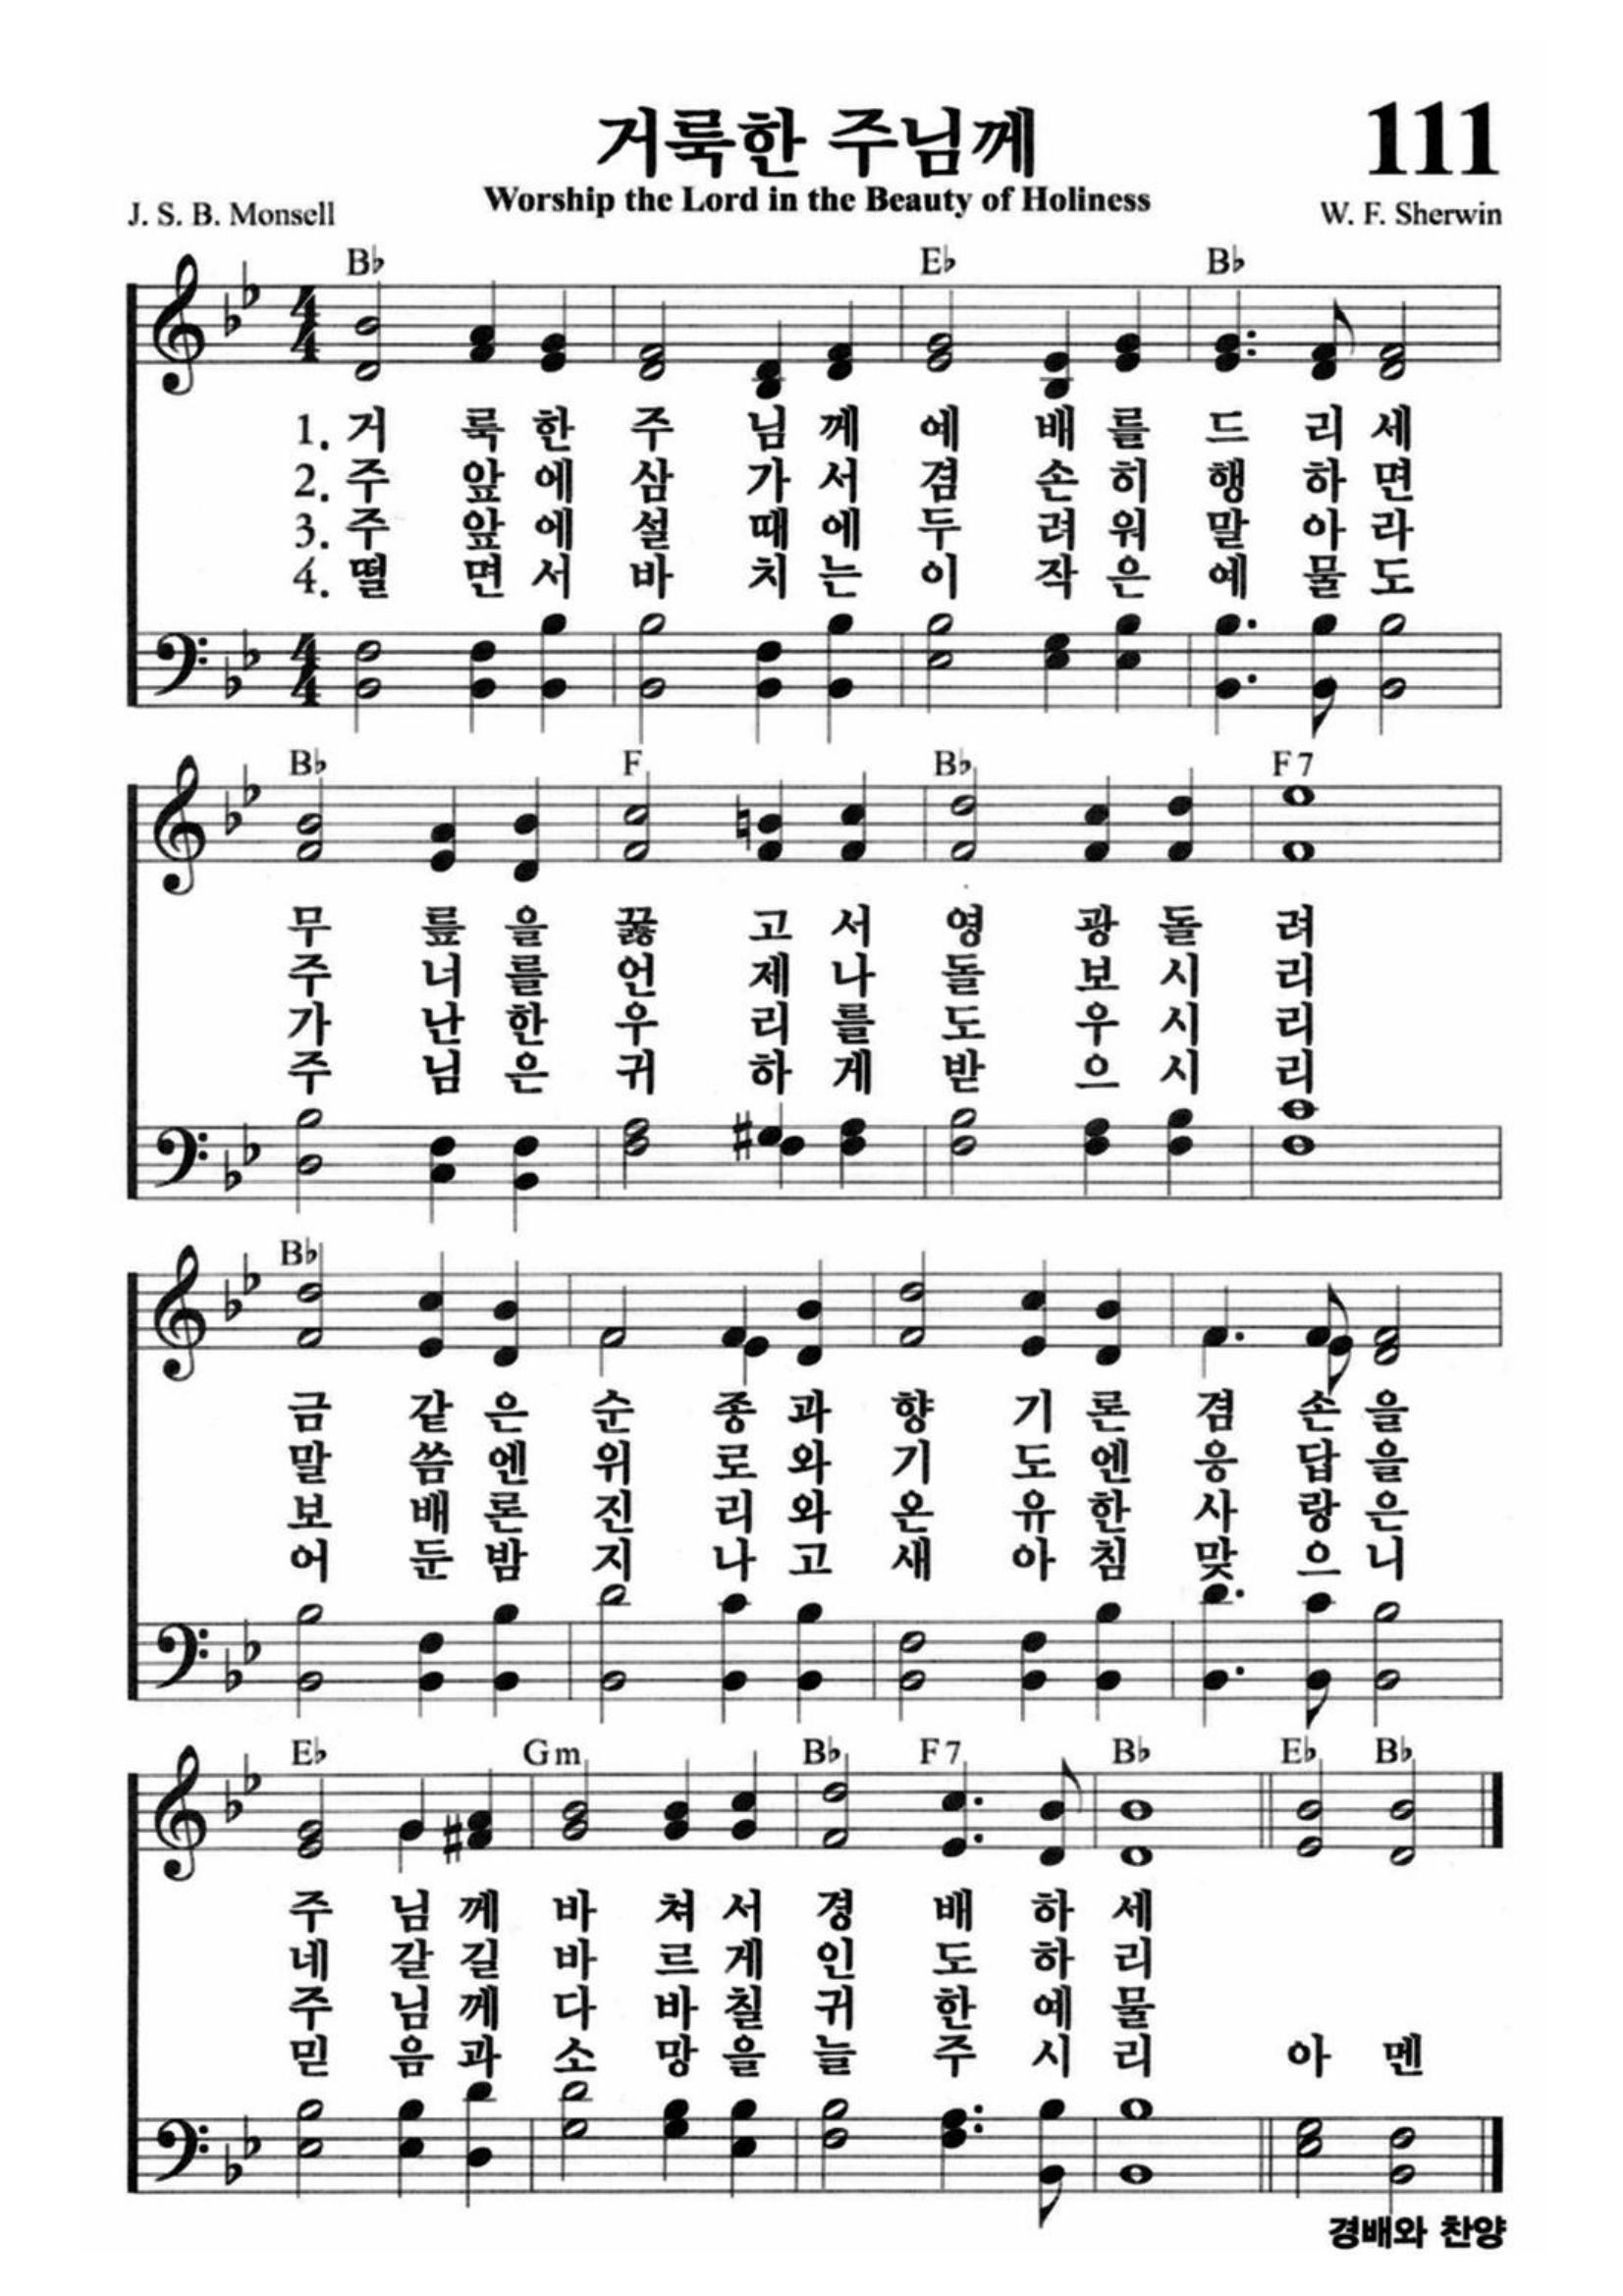 거룩한 주님께
111
Worship the Lord in the Beauty of Holiness
J. S. B. Monsell
W. F. Sherwin
B♭ E♭ B♭
1. 거 룩 한 주 님 께 예 배 를 드 리 세
2. 주 앞 에 삼 가 서 겸 손 히 행 하 면
3. 주 앞 에 설 때 에 두 려 워 말 아 라
4. 떨 면 서 바 치 는 이 작 은 예 물 도
B♭ F B♭ F7
무 릎 을 꿇 고 서 영 광 돌 려
주 너 를 언 제 나 돌 보 시 리
가 난 한 우 리 를 도 우 시 리
주 님 은 귀 하 게 받 으 시 리
B♭
금 같 은 순 종 과 향 기 론 겸 손 을
말 씀 엔 위 로 와 기 도 엔 응 답 을
보 배 론 진 리 와 온 유 한 사 랑 은
어 둔 밤 지 나 고 새 아 침 맞 으 니
E♭ Gm B♭ F7 B♭ E♭ B♭
주 님 께 바 쳐 서 경 배 하 세
네 갈 길 바 르 게 인 도 하 리
주 님 께 다 바 칠 귀 한 예 물
믿 음 과 소 망 을 늘 주 시 리 아 멘
경배와 찬양